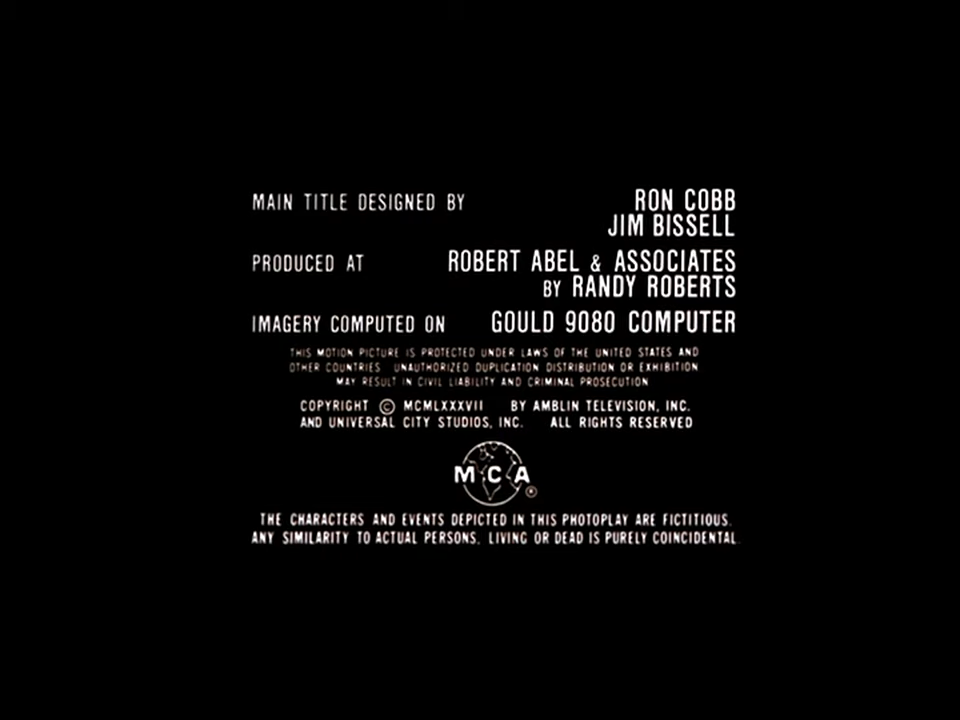 MAIN TITLE DESIGNED BY RON COBB
JIM BISSELL
PRODUCED AT ROBERT ABEL & ASSOCIATES
BY RANDY ROBERTS
IMAGERY COMPUTED ON GOULD 9080 COMPUTER
THIS MOTION PICTURE IS PROTECTED UNDER LAWS OF THE UNITED STATES AND
OTHER COUNTRIES UNAUTHORIZED DUPLICATION DISTRIBUTION OR EXHIBITION
MAY RESULT IN CIVIL LIABILITY AND CRIMINAL PROSECUTION
COPYRIGHT © MCMLXXXVII BY AMBLIN TELEVISION, INC.
AND UNIVERSAL CITY STUDIOS, INC. ALL RIGHTS RESERVED
MCA ®
THE CHARACTERS AND EVENTS DEPICTED IN THIS PHOTOPLAY ARE FICTITIOUS.
ANY SIMILARITY TO ACTUAL PERSONS, LIVING OR DEAD IS PURELY COINCIDENTAL.